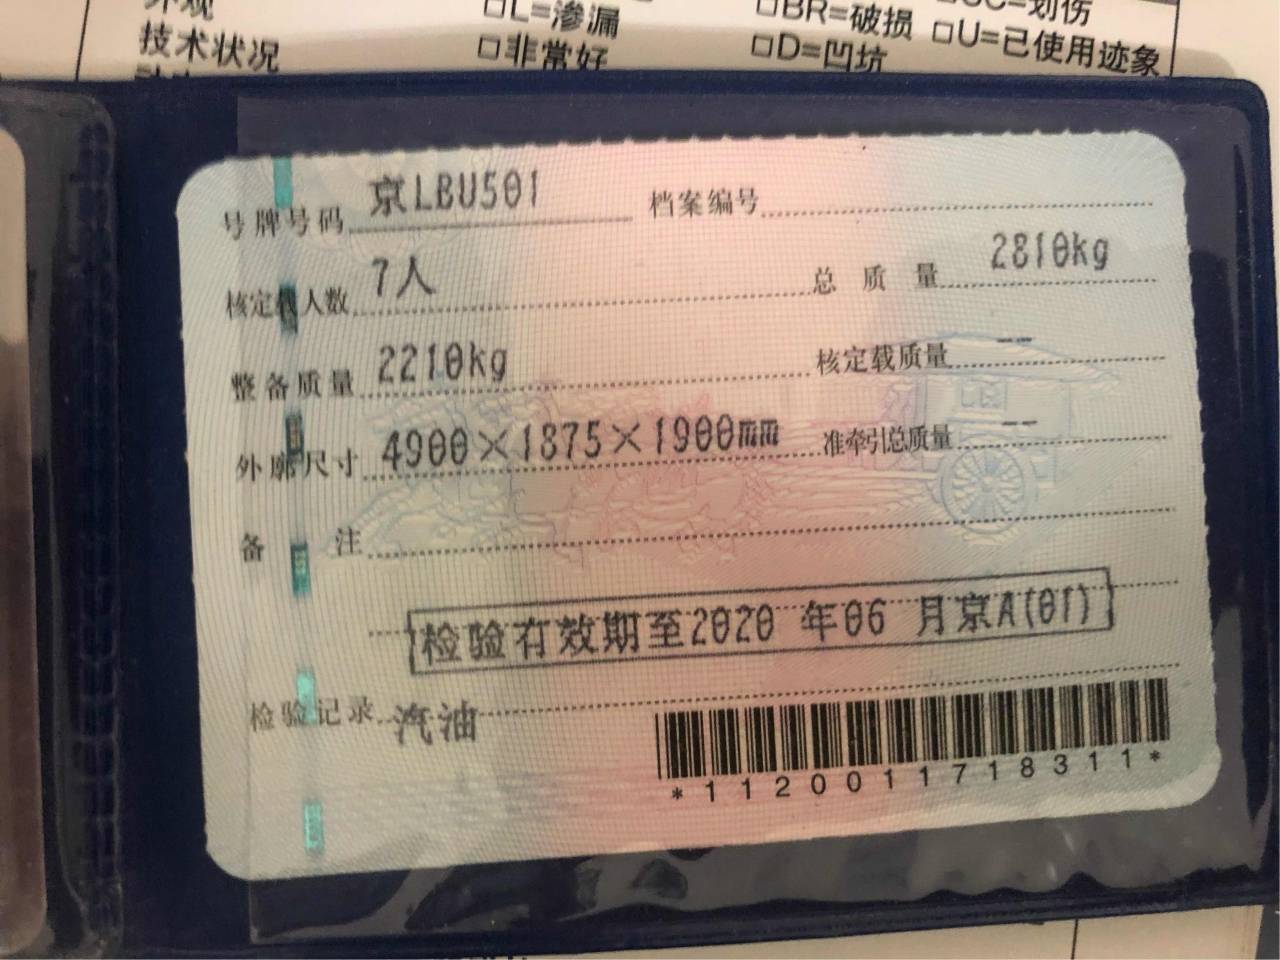 外观 □L=渗漏 □BR=破损 □CC=划伤
技术状况 □非常好 □D=凹坑 □U=已使用迹象
号牌号码 京LBU501 档案编号
核定载人数 7人 总质量 2810kg
整备质量 2210kg 核定载质量 --
外廓尺寸 4900×1875×1900mm 准牵引总质量 --
备注
检验有效期至2020 年06 月京A(01)
检验记录 汽油
*1120011718311*